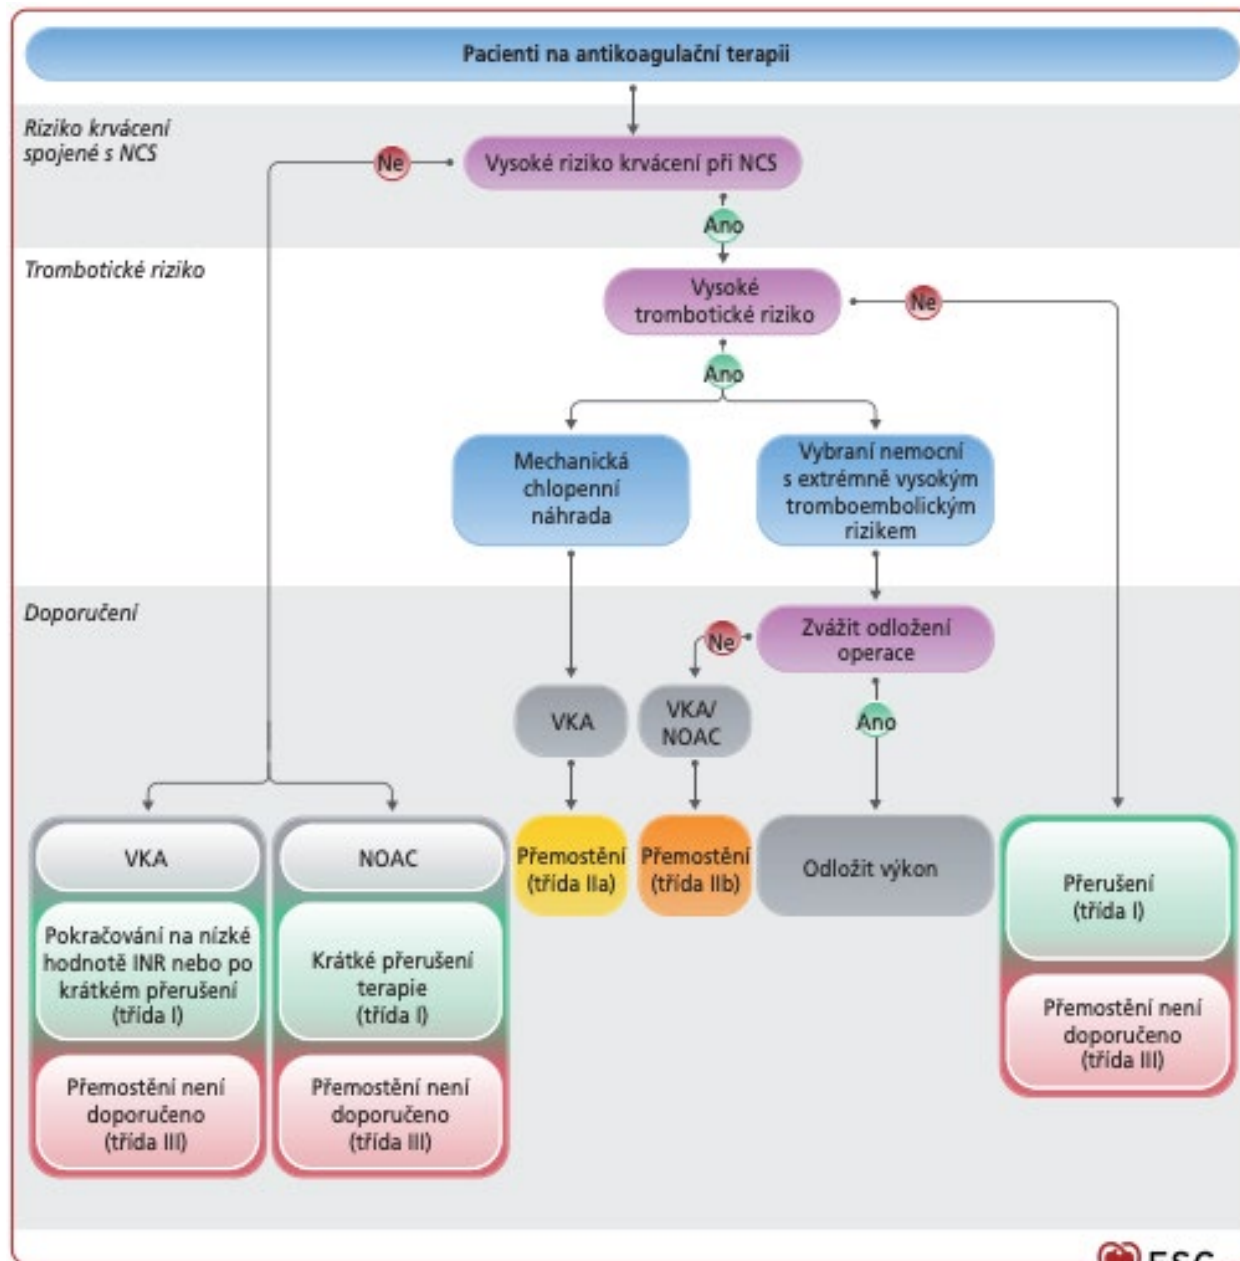 Pacienti na antikoagulační terapii
Riziko krvácení
spojené s NCS
Ne
Vysoké riziko krvácení při NCS
Ano
Trombotické riziko
Vysoké
trombotické riziko
Ne
Ano
Mechanická
chlopenní
náhrada
Vybraní nemocní
s extrémně vysokým
tromboembolickým
rizikem
Doporučení
Ne
Zvážit odložení
operace
VKA
VKA/
NOAC
Ano
VKA
Pokračování na nízké
hodnotě INR nebo po
krátkém přerušení
(třída I)
Přemostění není
doporučeno
(třída III)
NOAC
Krátké přerušení
terapie
(třída I)
Přemostění není
doporučeno
(třída III)
Přemostění
(třída IIa)
Přemostění
(třída IIb)
Odložit výkon
Přerušení
(třída I)
Přemostění není
doporučeno
(třída III)
ESC